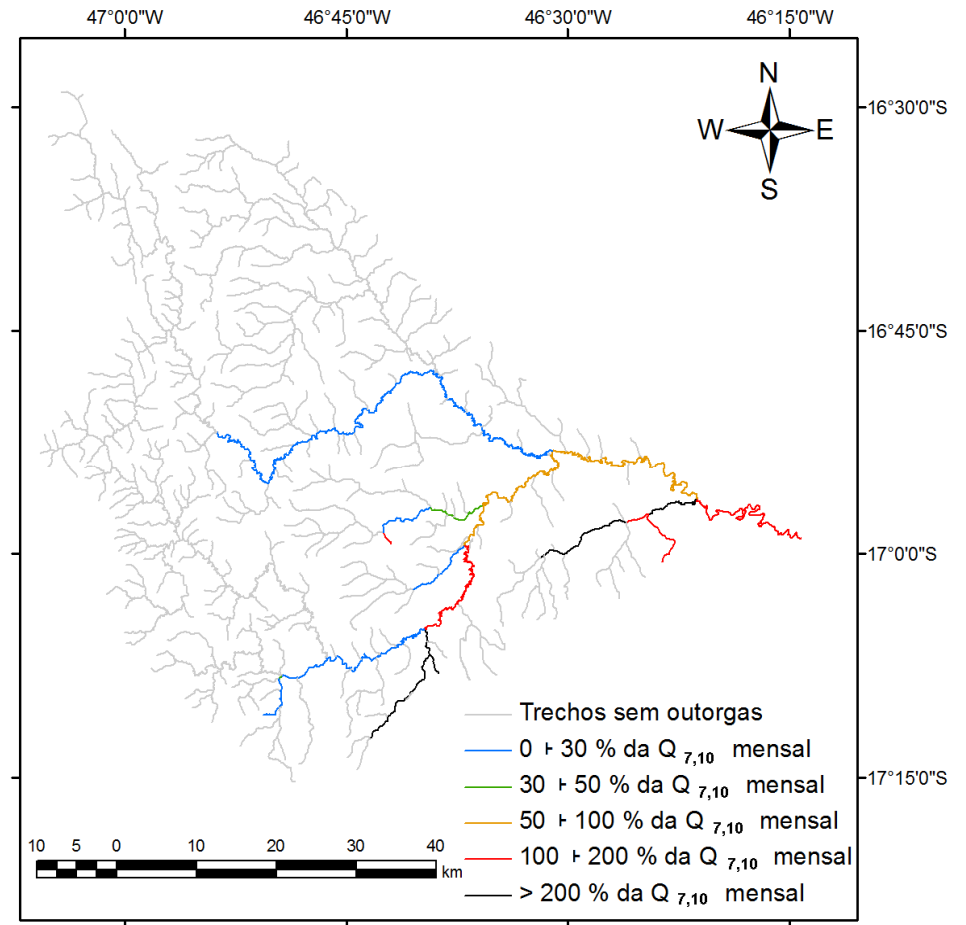 47°0'0"W 46°45'0"W 46°30'0"W 46°15'0"W
N
W E
S
16°30'0"S
16°45'0"S
17°0'0"S
17°15'0"S
Trechos sem outorgas
0 ⊦ 30 % da Q 7,10 mensal
30 ⊦ 50 % da Q 7,10 mensal
50 ⊦ 100 % da Q 7,10 mensal
100 ⊦ 200 % da Q 7,10 mensal
> 200 % da Q 7,10 mensal
10 5 0 10 20 30 40
km